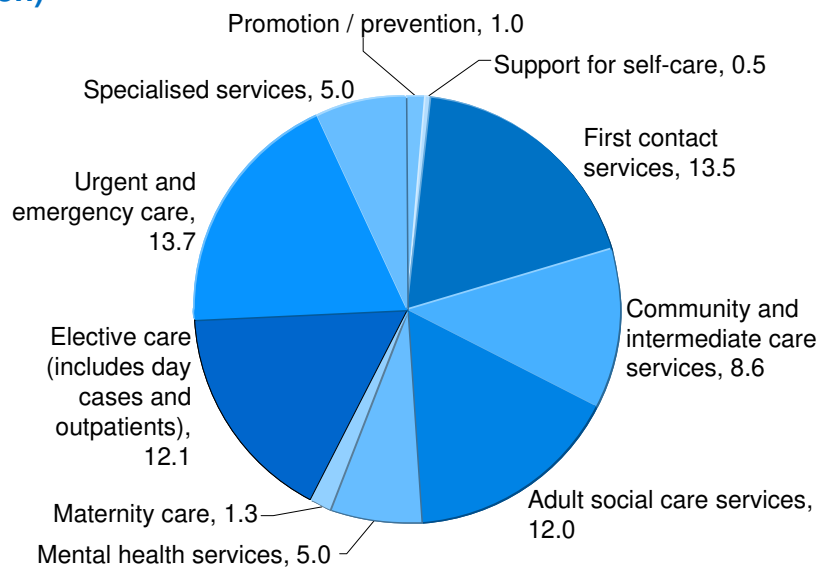 Promotion / prevention, 1.0
Support for self-care, 0.5
Specialised services, 5.0
First contact
services, 13.5
Urgent and
emergency care,
13.7
Community and
intermediate care
services, 8.6
Elective care
(includes day
cases and
outpatients),
12.1
Adult social care services,
12.0
Maternity care, 1.3
Mental health services, 5.0